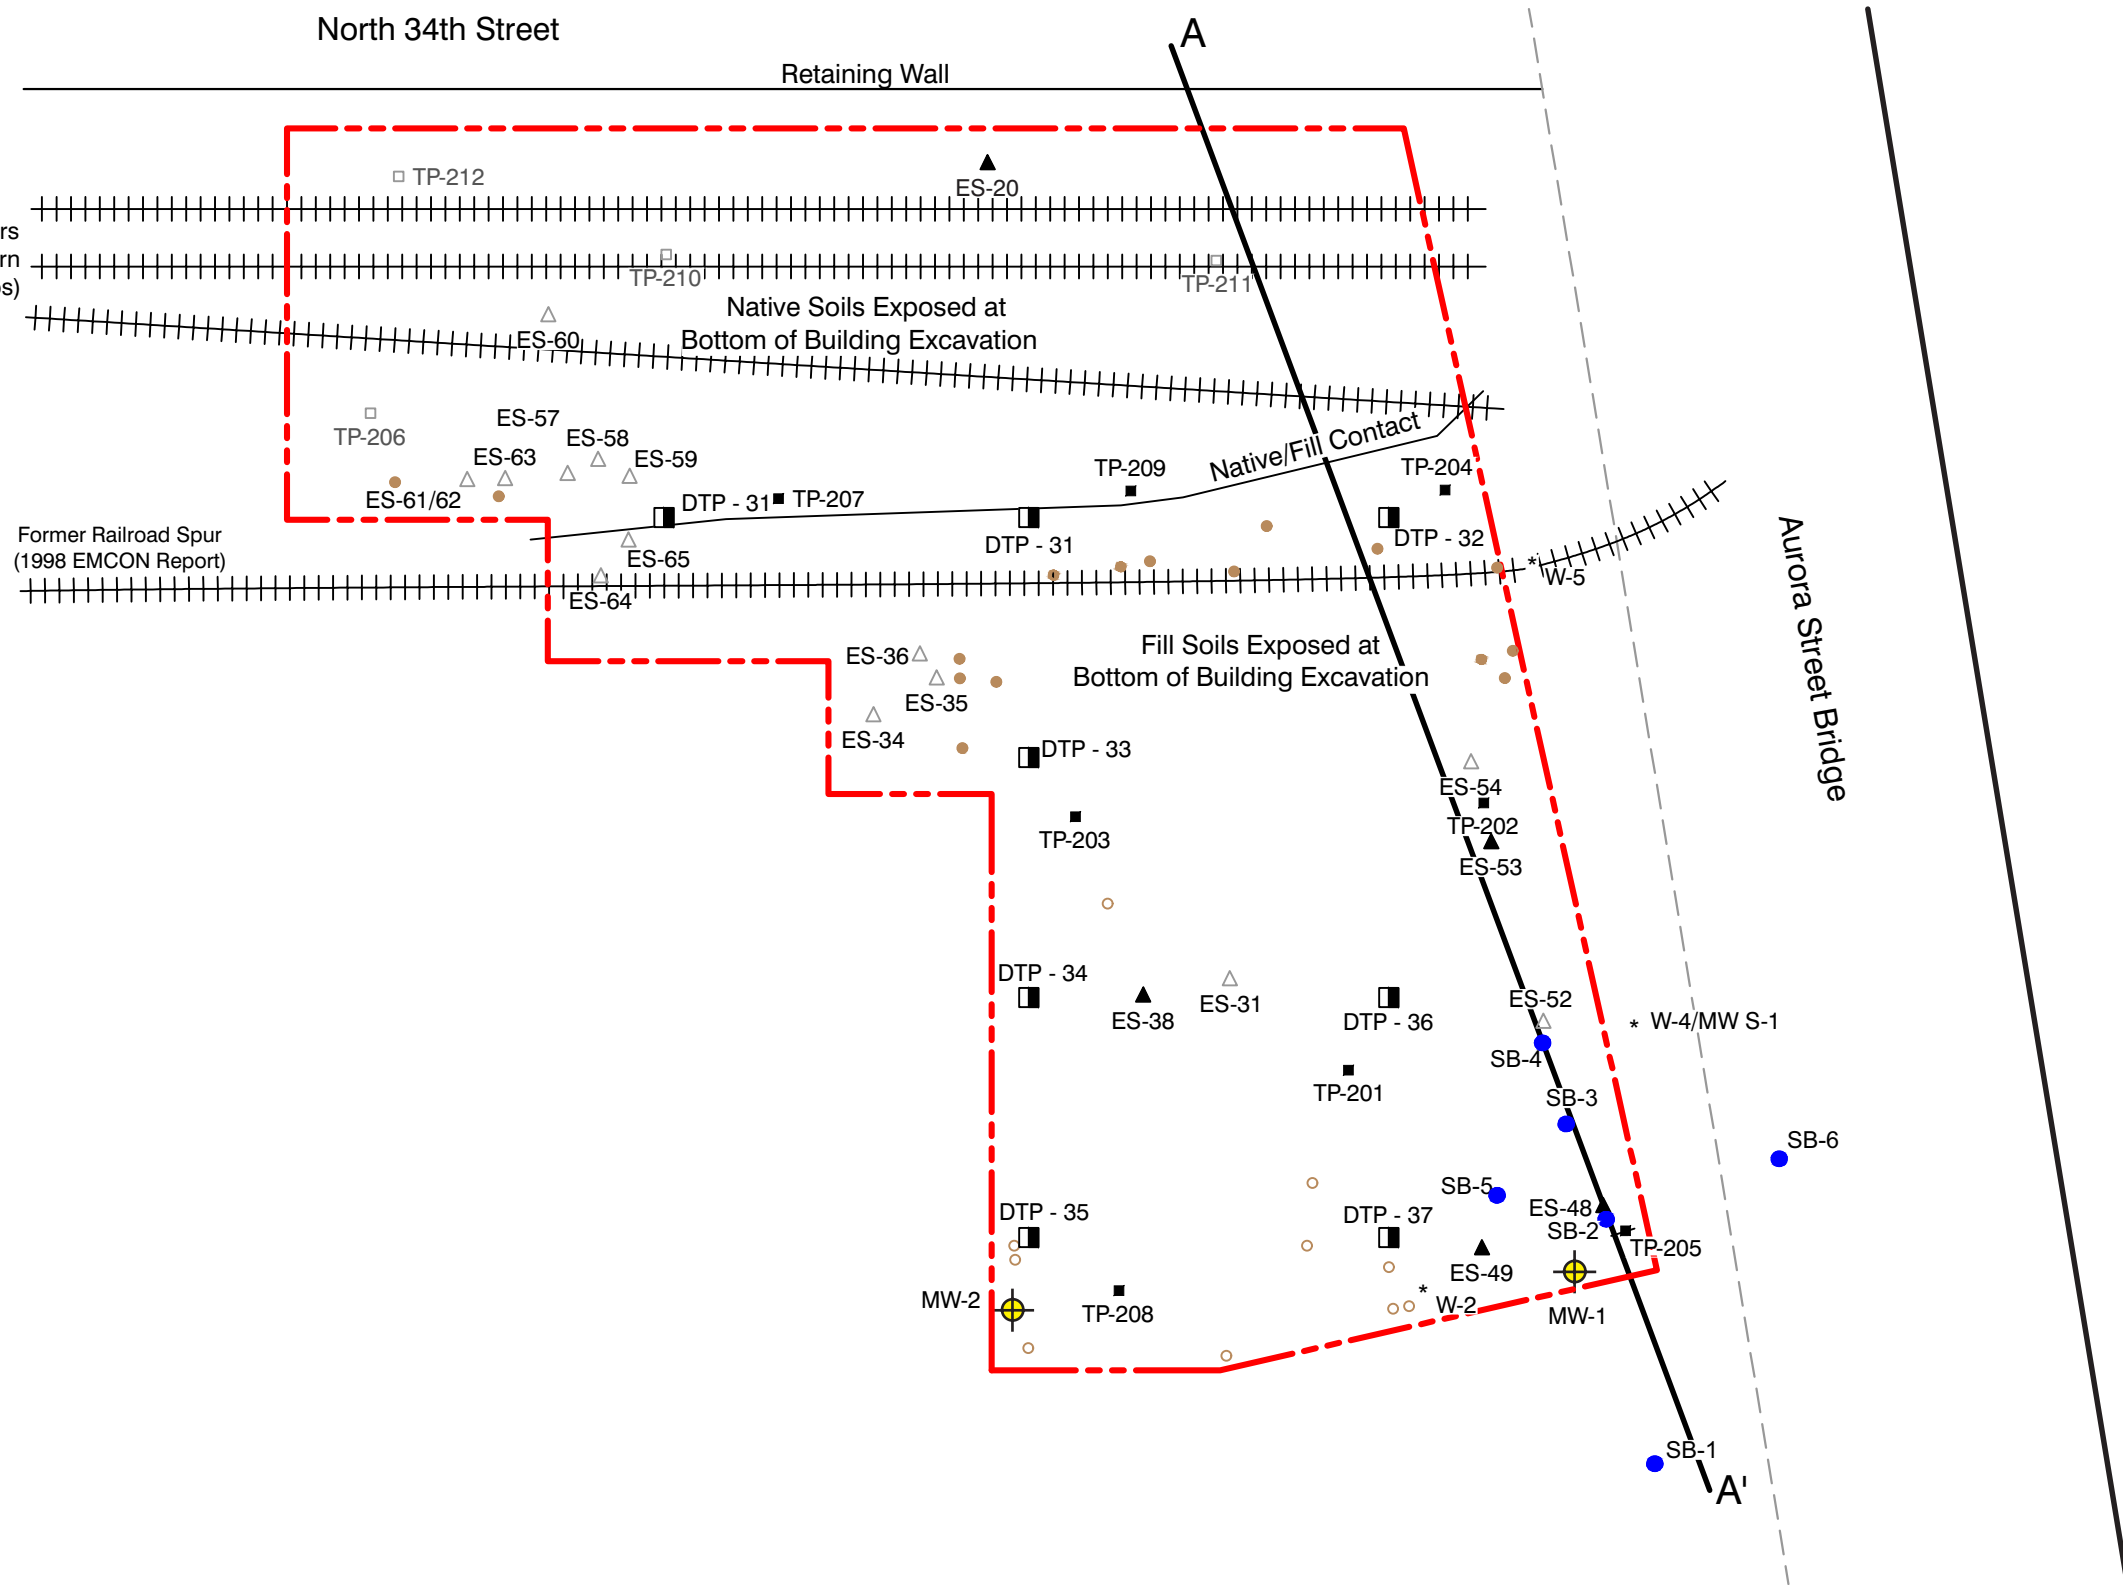 North 34th Street
A
Retaining Wall
TP-212
ES-20
rs
rn
os)
TP-210
TP-211
Native Soils Exposed at
Bottom of Building Excavation
ES-60
ES-57
ES-58
TP-206
ES-63
ES-59
Native/Fill Contact
TP-209
TP-204
ES-61/62
DTP - 31
TP-207
Former Railroad Spur
(1998 EMCON Report)
DTP - 31
DTP - 32
ES-65
W-5
ES-64
Aurora Street Bridge
Fill Soils Exposed at
Bottom of Building Excavation
ES-36
ES-35
ES-34
DTP - 33
ES-54
TP-202
TP-203
ES-53
DTP - 34
ES-38
ES-31
DTP - 36
ES-52
* W-4/MW S-1
SB-4
TP-201
SB-3
SB-6
SB-5
DTP - 35
DTP - 37
ES-48
SB-2
TP-205
ES-49
MW-2
TP-208
* W-2
MW-1
SB-1
A'